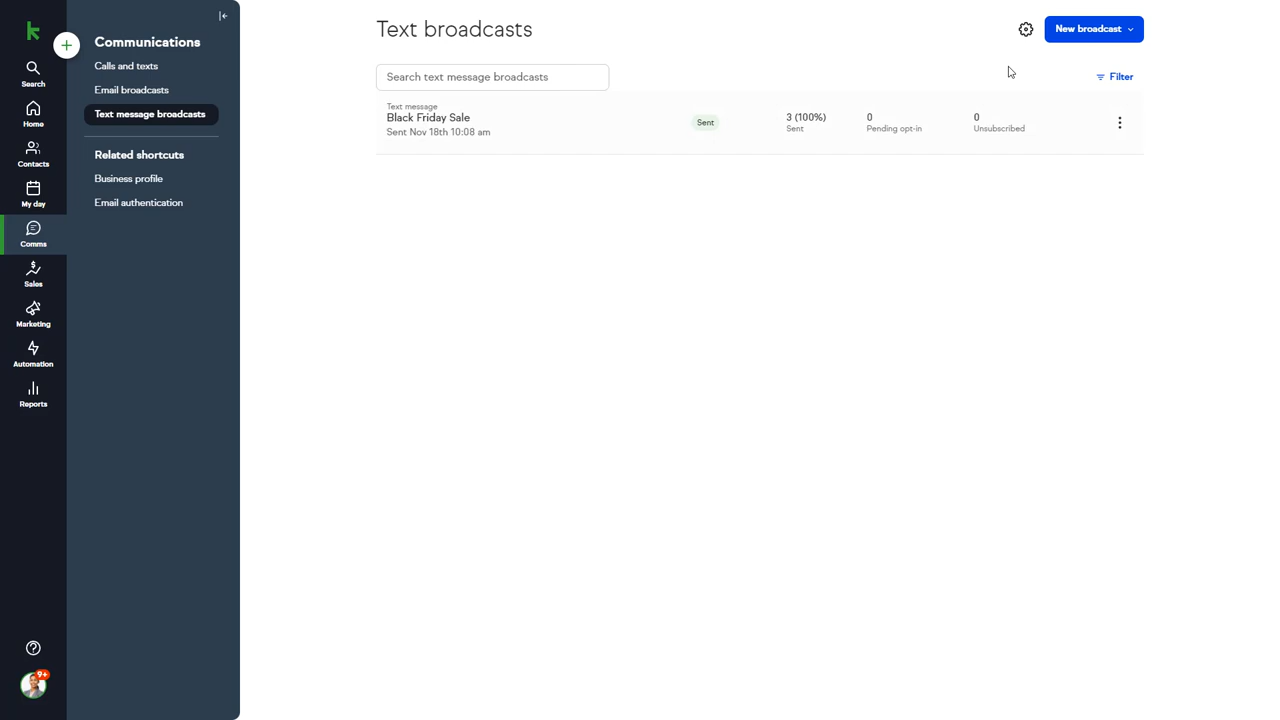 Search
Home
Contacts
My day
Comms
Sales
Marketing
Automation
Reports
9+
Communications
Calls and texts
Email broadcasts
Text message broadcasts
Related shortcuts
Business profile
Email authentication
Text broadcasts
New broadcast
Search text message broadcasts
Filter
Text message
Black Friday Sale
Sent Nov 18th 10:08 am
Sent
3 (100%)
Sent
0
Pending opt-in
0
Unsubscribed